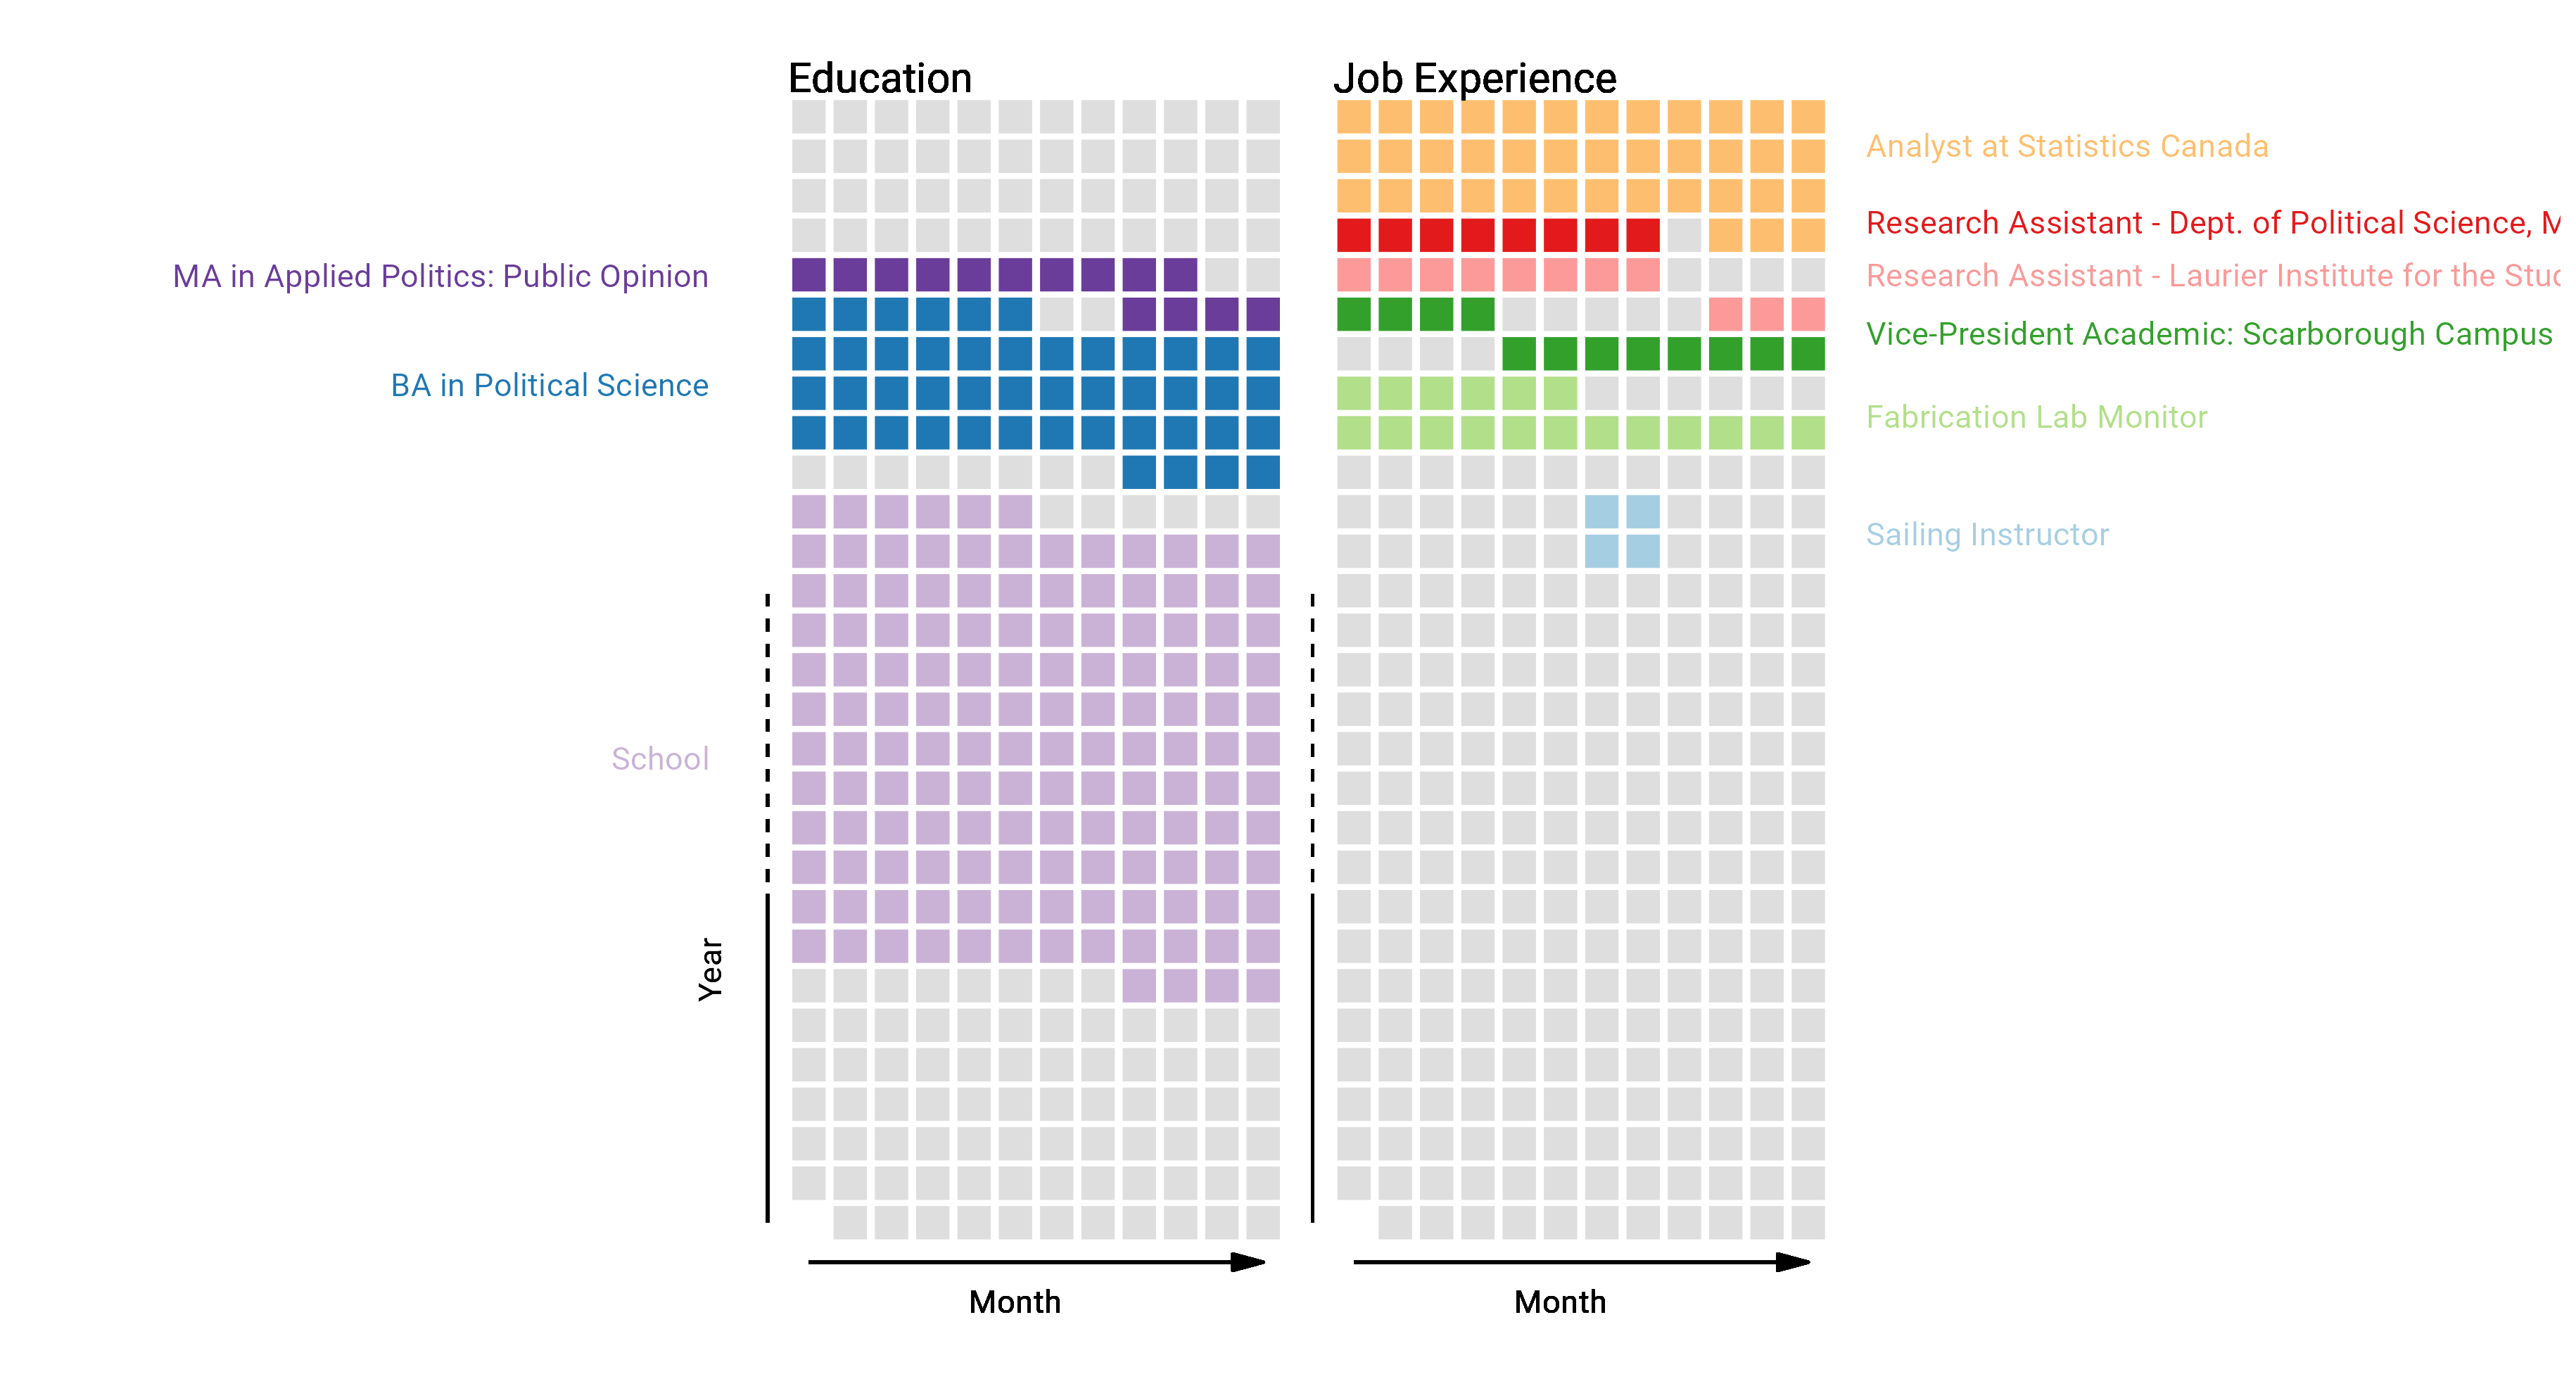 Education
Job Experience
Analyst at Statistics Canada
Research Assistant - Dept. of Political Science,
MA in Applied Politics: Public Opinion
Research Assistant - Laurier Institute for the
Vice-President Academic: Scarborough Campus
BA in Political Science
Fabrication Lab Monitor
Sailing Instructor
School
Year
Month
Month